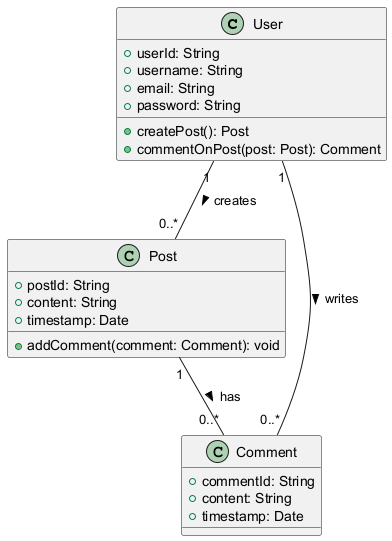 C User
userId: String
username: String
email: String
password: String
createPost(): Post
commentOnPost(post: Post): Comment
1
1
creates
0..*
C Post
postId: String
content: String
timestamp: Date
addComment(comment: Comment): void
writes
1
has
0..*
0..*
C Comment
commentId: String
content: String
timestamp: Date